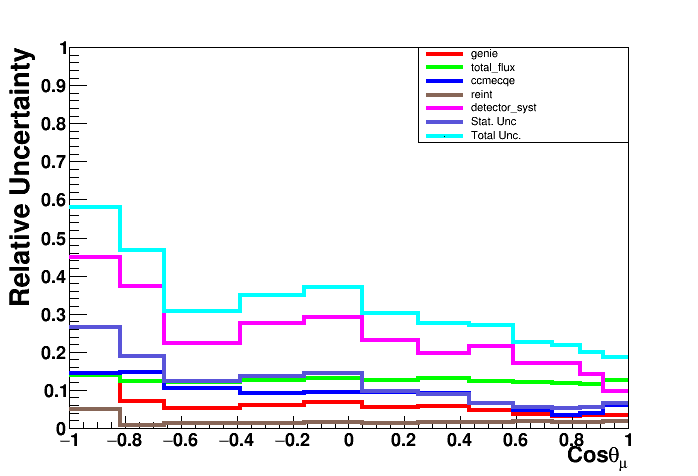 Relative Uncertainty
1
0.9
0.8
0.7
0.6
0.5
0.4
0.3
0.2
0.1
0
genie
total_flux
ccmecqe
reint
detector_syst
Stat. Unc
Total Unc.
−1 −0.8 −0.6 −0.4 −0.2 0 0.2 0.4 0.6 0.8 1
Cosθμ